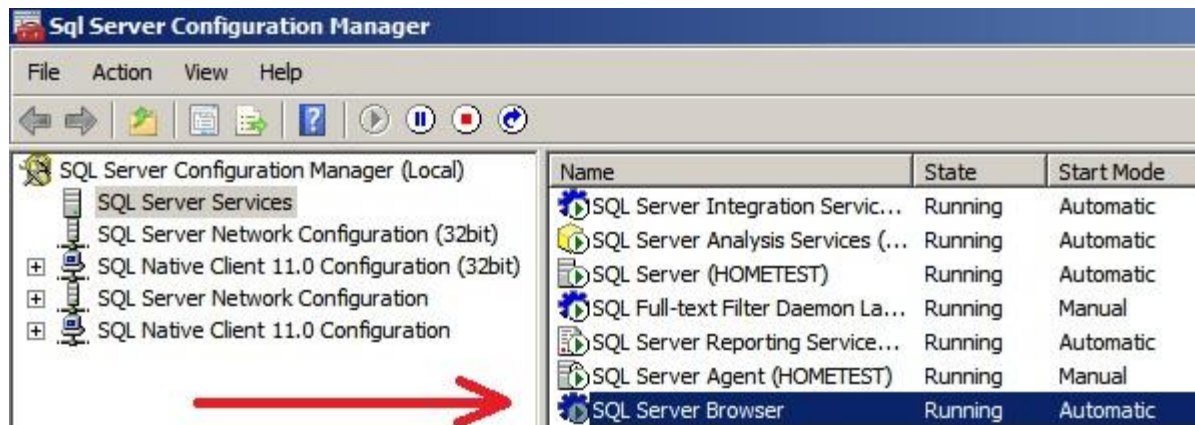 Sql Server Configuration Manager
File Action View Help
SQL Server Configuration Manager (Local)
SQL Server Services
SQL Server Network Configuration (32bit)
SQL Native Client 11.0 Configuration (32bit)
SQL Server Network Configuration
SQL Native Client 11.0 Configuration
Name State Start Mode
SQL Server Integration Servic... Running Automatic
SQL Server Analysis Services (... Running Automatic
SQL Server (HOMETEST) Running Automatic
SQL Full-text Filter Daemon La... Running Manual
SQL Server Reporting Service... Running Automatic
SQL Server Agent (HOMETEST) Running Manual
SQL Server Browser Running Automatic